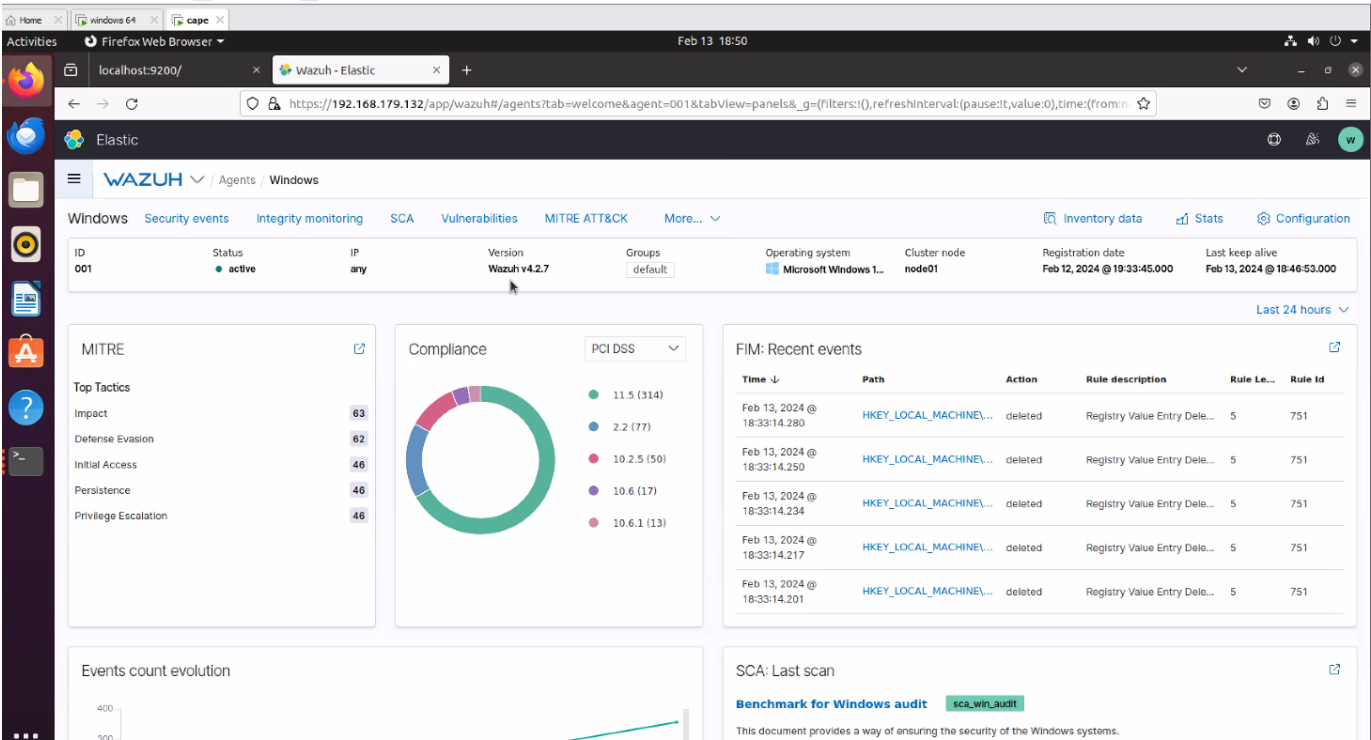 Home
windows 64
cape
Activities
Firefox Web Browser
Feb 13 18:50
localhost:9200/
Wazuh - Elastic
https://192.168.179.132/app/wazuh#/agents?tab=welcome&agent=001&tabView=panels&_g=(filters:!(),refreshInterval:(pause:!t,value:0),time:(from:n
Elastic
w
WAZUH / Agents / Windows
Windows Security events Integrity monitoring SCA Vulnerabilities MITRE ATT&CK More... Inventory data Stats Configuration
ID Status IP Version Groups Operating system Cluster node Registration date Last keep alive
001 active any Wazuh v4.2.7 default Microsoft Windows 1... node01 Feb 12, 2024 @ 19:33:45.000 Feb 13, 2024 @ 18:46:53.000
Last 24 hours
MITRE
Top Tactics
Impact 63
Defense Evasion 62
Initial Access 46
Persistence 46
Privilege Escalation 46
Compliance PCI DSS
11.5 (314)
2.2 (77)
10.2.5 (50)
10.6 (17)
10.6.1 (13)
FIM: Recent events
Time Path Action Rule description Rule Le... Rule Id
Feb 13, 2024 @
18:33:14.280 HKEY_LOCAL_MACHINE\... deleted Registry Value Entry Dele... 5 751
Feb 13, 2024 @
18:33:14.250 HKEY_LOCAL_MACHINE\... deleted Registry Value Entry Dele... 5 751
Feb 13, 2024 @
18:33:14.234 HKEY_LOCAL_MACHINE\... deleted Registry Value Entry Dele... 5 751
Feb 13, 2024 @
18:33:14.217 HKEY_LOCAL_MACHINE\... deleted Registry Value Entry Dele... 5 751
Feb 13, 2024 @
18:33:14.201 HKEY_LOCAL_MACHINE\... deleted Registry Value Entry Dele... 5 751
Events count evolution
400
300
SCA: Last scan
Benchmark for Windows audit sca_win_audit
This document provides a way of ensuring the security of the Windows systems.